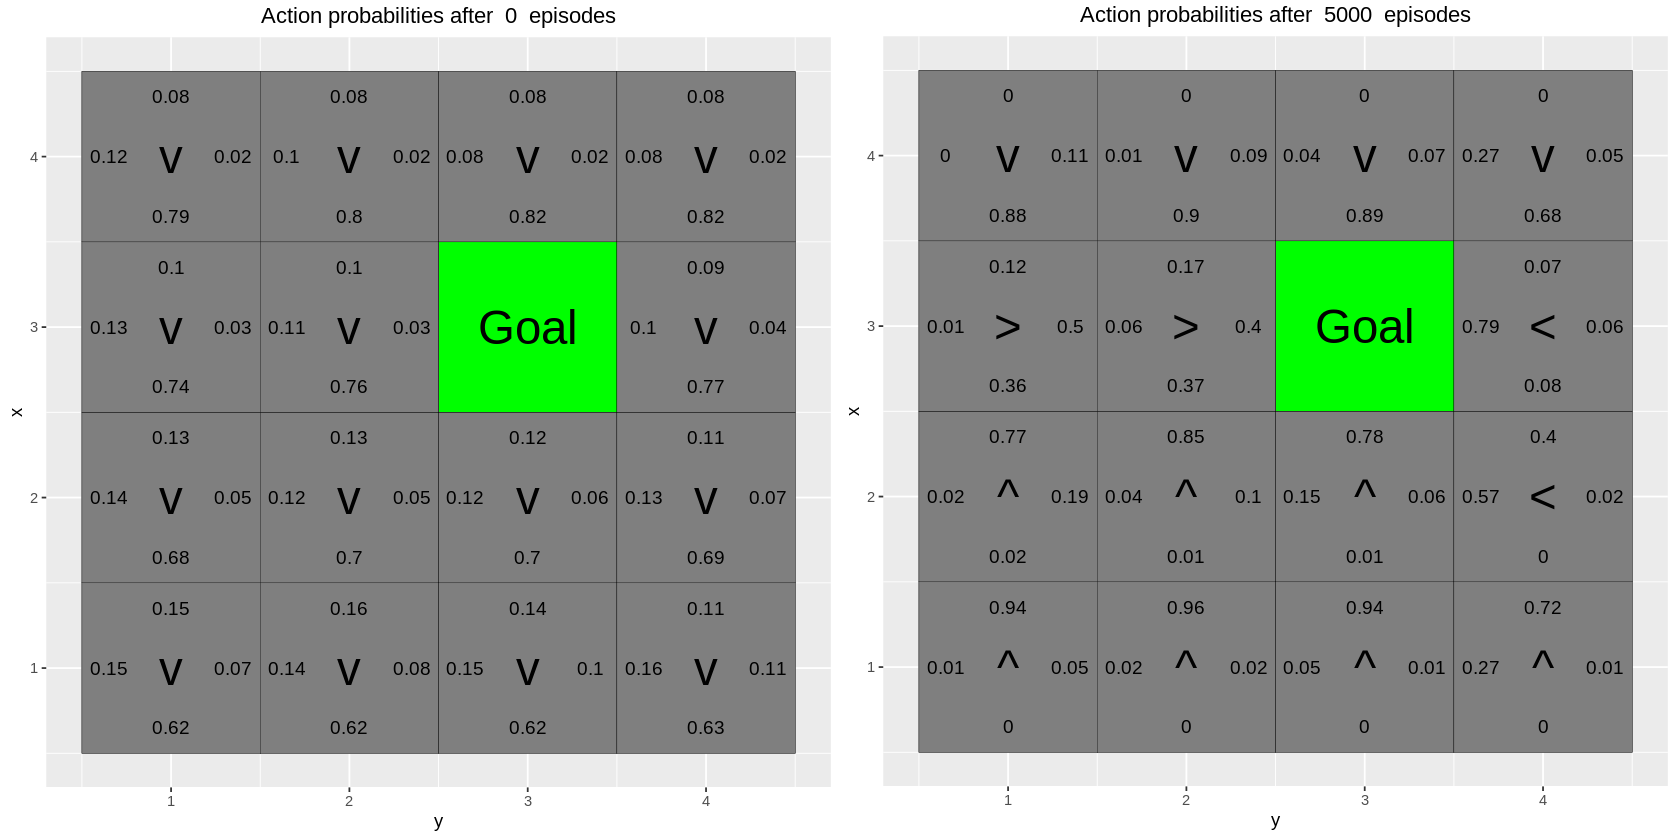 Action probabilities after 0 episodes
0.08 0.08 0.08 0.08
4 0.12 V 0.02 0.1 V 0.02 0.08 V 0.02 0.08 V 0.02
0.79 0.8 0.82 0.82
0.1 0.1 0.09
3 0.13 V 0.03 0.11 V 0.03 Goal 0.1 V 0.04
0.74 0.76 0.77
x
0.13 0.13 0.12 0.11
2 0.14 V 0.05 0.12 V 0.05 0.12 V 0.06 0.13 V 0.07
0.68 0.7 0.7 0.69
0.15 0.16 0.14 0.11
1 0.15 V 0.07 0.14 V 0.08 0.15 V 0.1 0.16 V 0.11
0.62 0.62 0.62 0.63
1 2 3 4
y
Action probabilities after 5000 episodes
0 0 0 0
4 0 V 0.11 0.01 V 0.09 0.04 V 0.07 0.27 V 0.05
0.88 0.9 0.89 0.68
0.12 0.17 0.07
3 0.01 > 0.5 0.06 > 0.4 Goal 0.79 < 0.06
0.36 0.37 0.08
x
0.77 0.85 0.78 0.4
2 0.02 ^ 0.19 0.04 ^ 0.1 0.15 ^ 0.06 0.57 < 0.02
0.02 0.01 0.01 0
0.94 0.96 0.94 0.72
1 0.01 ^ 0.05 0.02 ^ 0.02 0.05 ^ 0.01 0.27 ^ 0.01
0 0 0 0
1 2 3 4
y